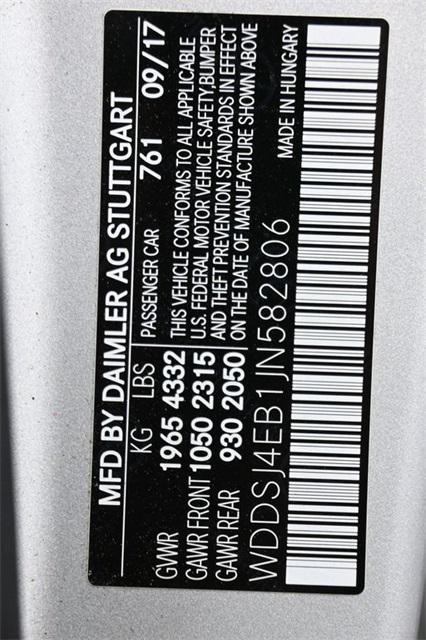 MFD BY DAIMLER AG STUTTGART
KG LBS PASSENGER CAR 761 09/17
GWR 1965 4332 THIS VEHICLE CONFORMS TO ALL APPLICABLE
GAWR FRONT 1050 2315 U.S. FEDERAL MOTOR VEHICLE SAFETY,BUMPER
GAWR REAR 930 2050 AND THEFT PREVENTION STANDARDS IN EFFECT
ON THE DATE OF MANUFACTURE SHOWN ABOVE
WDDSJ4EB1JN582806 MADE IN HUNGARY